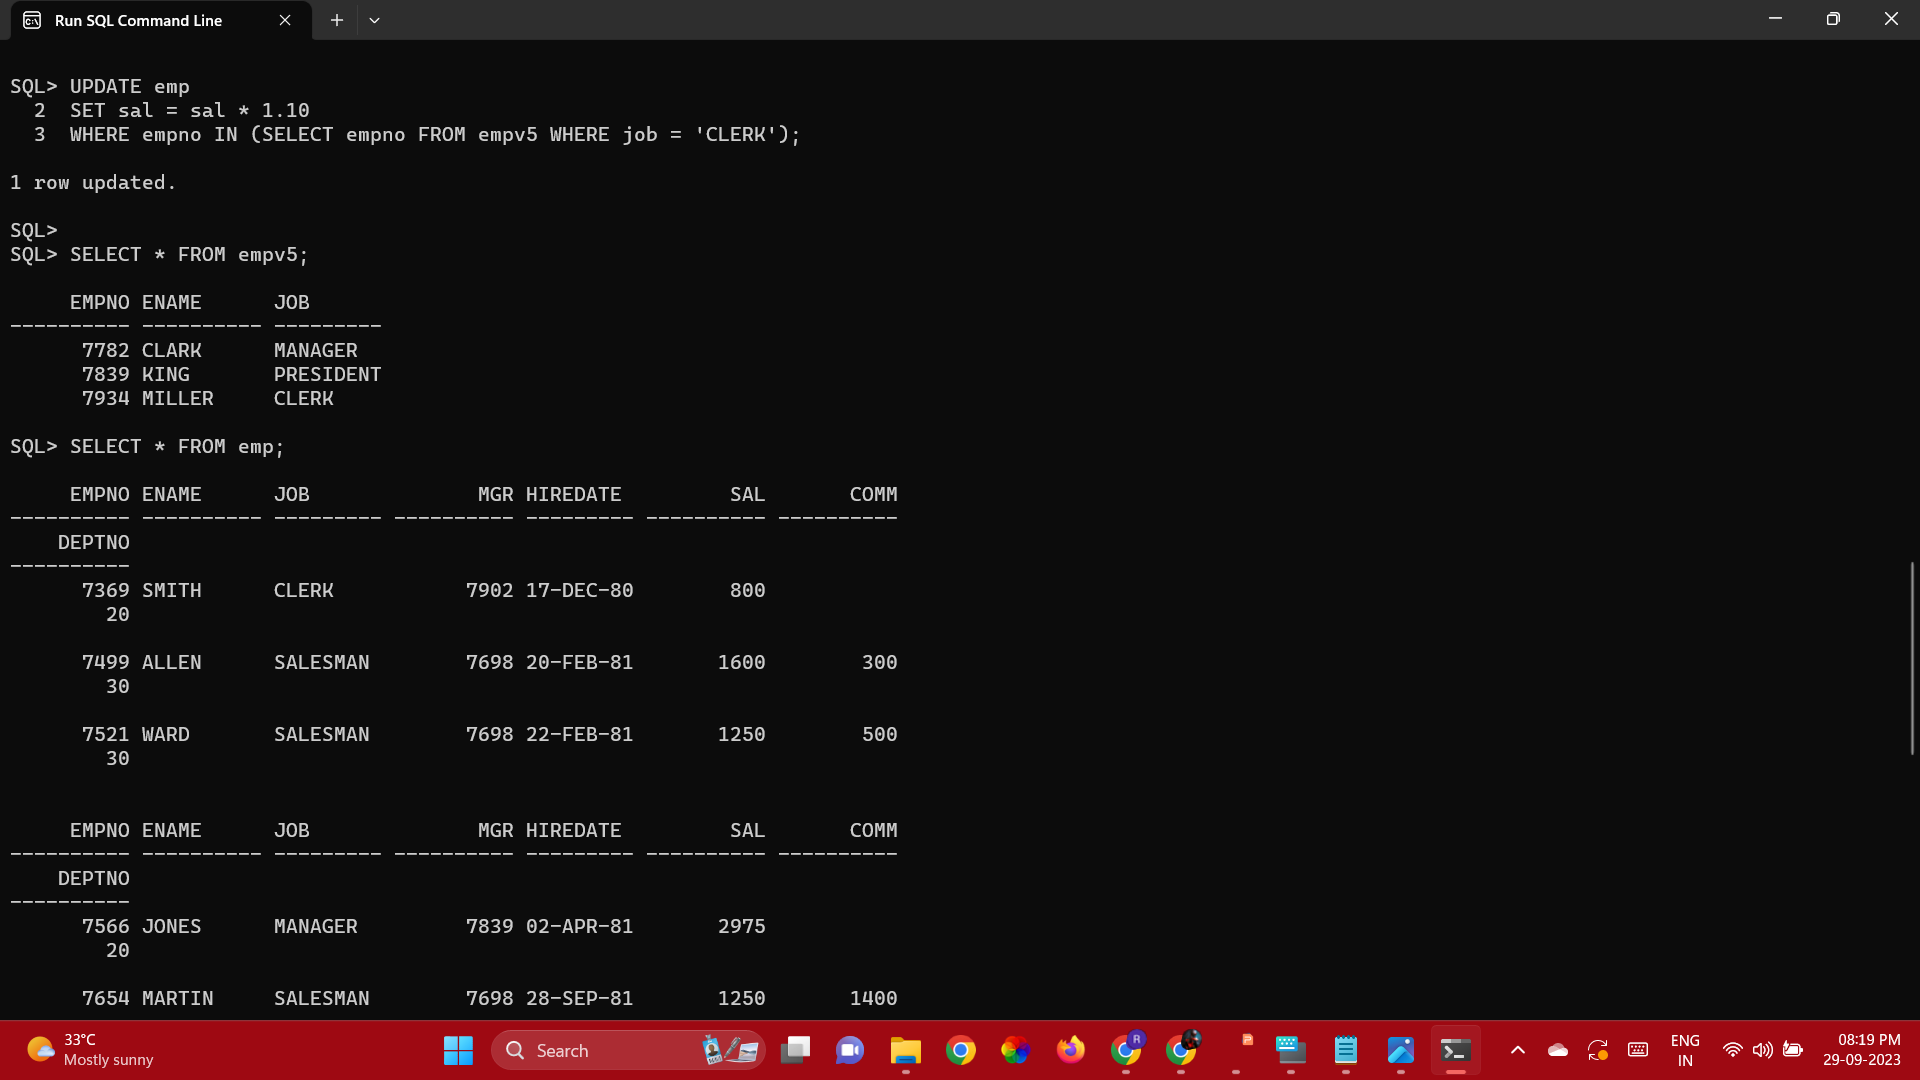 Run SQL Command Line
SQL> UPDATE emp
  2  SET sal = sal * 1.10
  3  WHERE empno IN (SELECT empno FROM empv5 WHERE job = 'CLERK');
1 row updated.
SQL>
SQL> SELECT * FROM empv5;
     EMPNO ENAME      JOB
---------- ---------- ---------
      7782 CLARK      MANAGER
      7839 KING       PRESIDENT
      7934 MILLER     CLERK
SQL> SELECT * FROM emp;
     EMPNO ENAME      JOB              MGR HIREDATE         SAL       COMM
---------- ---------- --------- ---------- --------- ---------- ----------
    DEPTNO
----------
      7369 SMITH      CLERK           7902 17-DEC-80        800
        20
      7499 ALLEN      SALESMAN        7698 20-FEB-81       1600        300
        30
      7521 WARD       SALESMAN        7698 22-FEB-81       1250        500
        30
     EMPNO ENAME      JOB              MGR HIREDATE         SAL       COMM
---------- ---------- --------- ---------- --------- ---------- ----------
    DEPTNO
----------
      7566 JONES      MANAGER         7839 02-APR-81       2975
        20
      7654 MARTIN     SALESMAN        7698 28-SEP-81       1250       1400
33°C
Mostly sunny
Search
R
P
ENG
IN
08:19 PM
29-09-2023